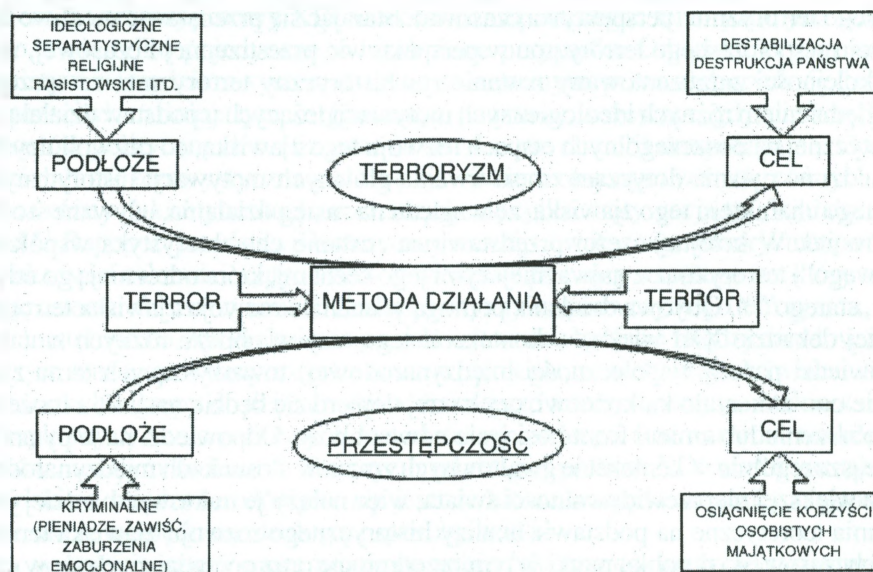 IDEOLOGICZNE
SEPARATYSTYCZNE
RELIGIJNE
RASISTOWSKIE ITD.
DESTABILIZACJA
DESTRUKCJA PAŃSTWA
PODŁOŻE
TERRORYZM
CEL
TERROR
METODA DZIAŁANIA
TERROR
PODŁOŻE
PRZESTĘPCZOŚĆ
CEL
KRYMINALNE
(PIENIĄDZE, ZAWIŚĆ,
ZABURZENIA
EMOCJONALNE)
OSIĄGNIĘCIE KORZYŚCI
OSOBISTYCH
MAJĄTKOWYCH